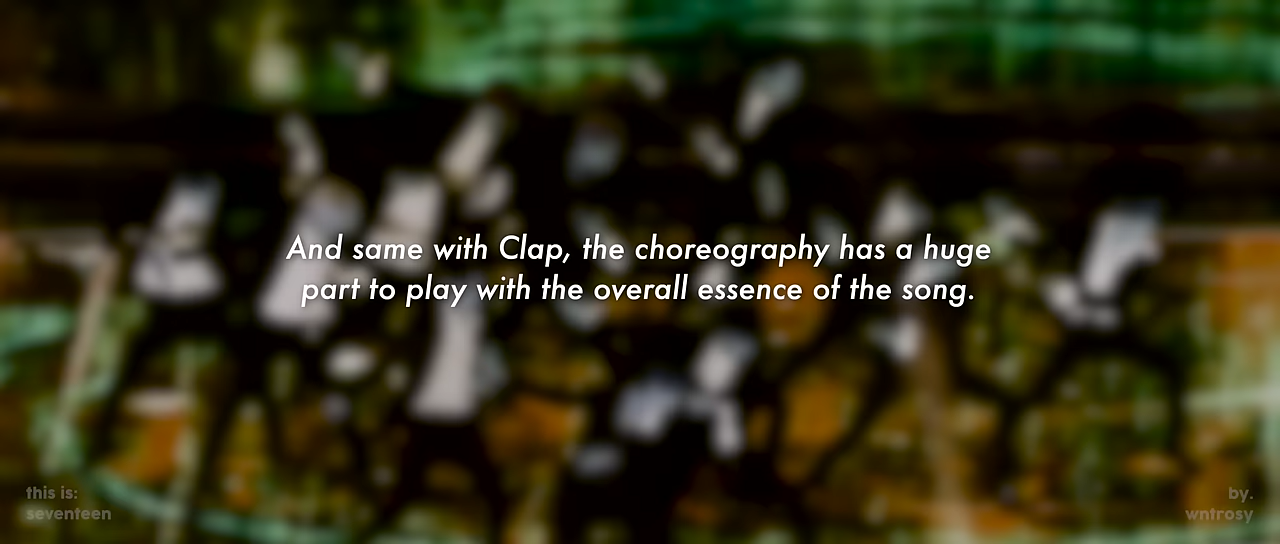 And same with Clap, the choreography has a huge
part to play with the overall essence of the song.
this is:
seventeen
by.
wntrosy